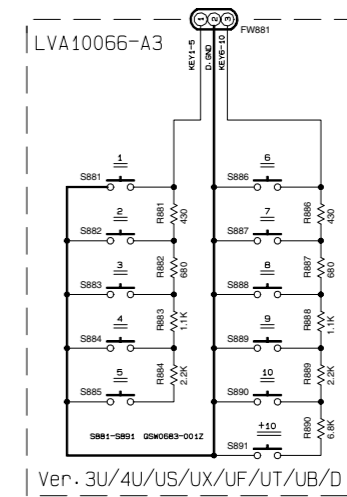 1 2 3
FW881
LVA10066-A3
KEY1-5
D.GND
KEY6-10
1
S881
R881
430
2
S882
R882
680
3
S883
R883
1.1K
4
S884
R884
2.2K
5
S885
6
S886
R886
430
7
S887
R887
680
8
S888
R888
1.1K
9
S889
R889
2.2K
10
S890
R890
6.8K
+10
S891
S881-S891 QSW0683-001Z
Ver.3U/4U/US/UX/UF/UT/UB/D